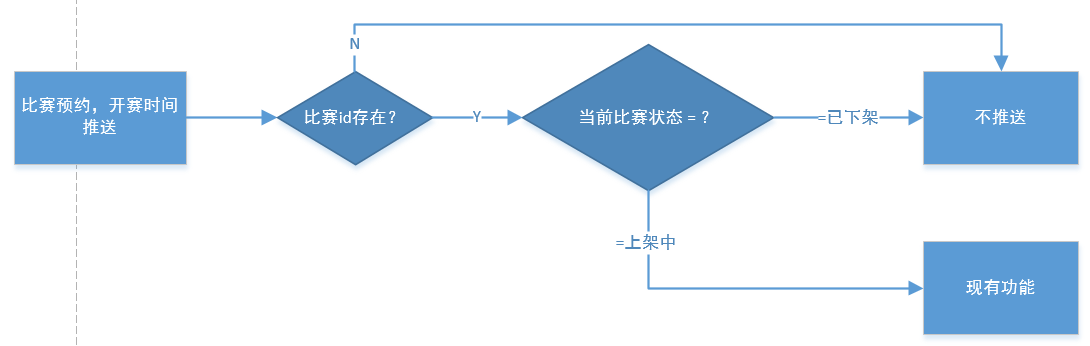 N
比赛预约，开赛时间
推送
比赛id存在？
Y
当前比赛状态 = ？
=已下架
不推送
=上架中
现有功能